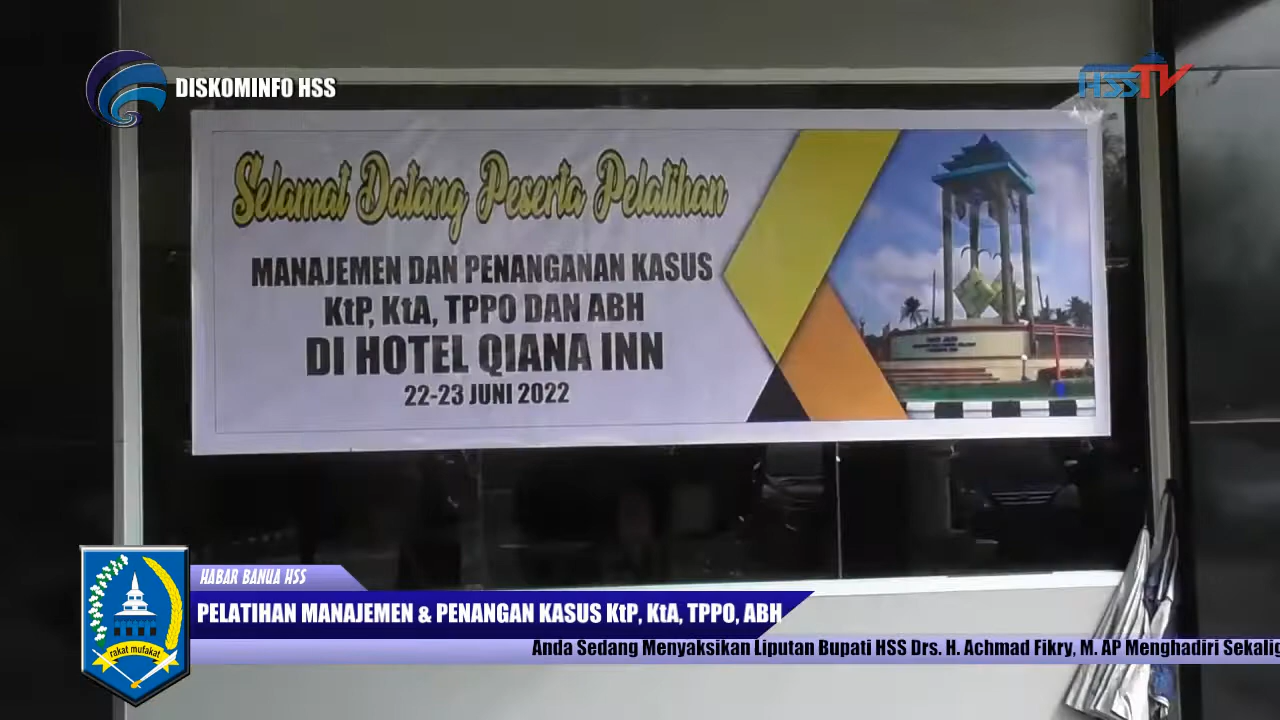 DISKOMINFO HSS
HSSTV
Selamat Datang Peserta Pelatihan
MANAJEMEN DAN PENANGANAN KASUS
KtP, KtA, TPPO DAN ABH
DI HOTEL QIANA INN
22-23 JUNI 2022
HABAR BANUA HSS
PELATIHAN MANAJEMEN & PENANGAN KASUS KtP, KtA, TPPO, ABH
rakat mufakat
Anda Sedang Menyaksikan Liputan Bupati HSS Drs. H. Achmad Fikry, M. AP Menghadiri Sekalig